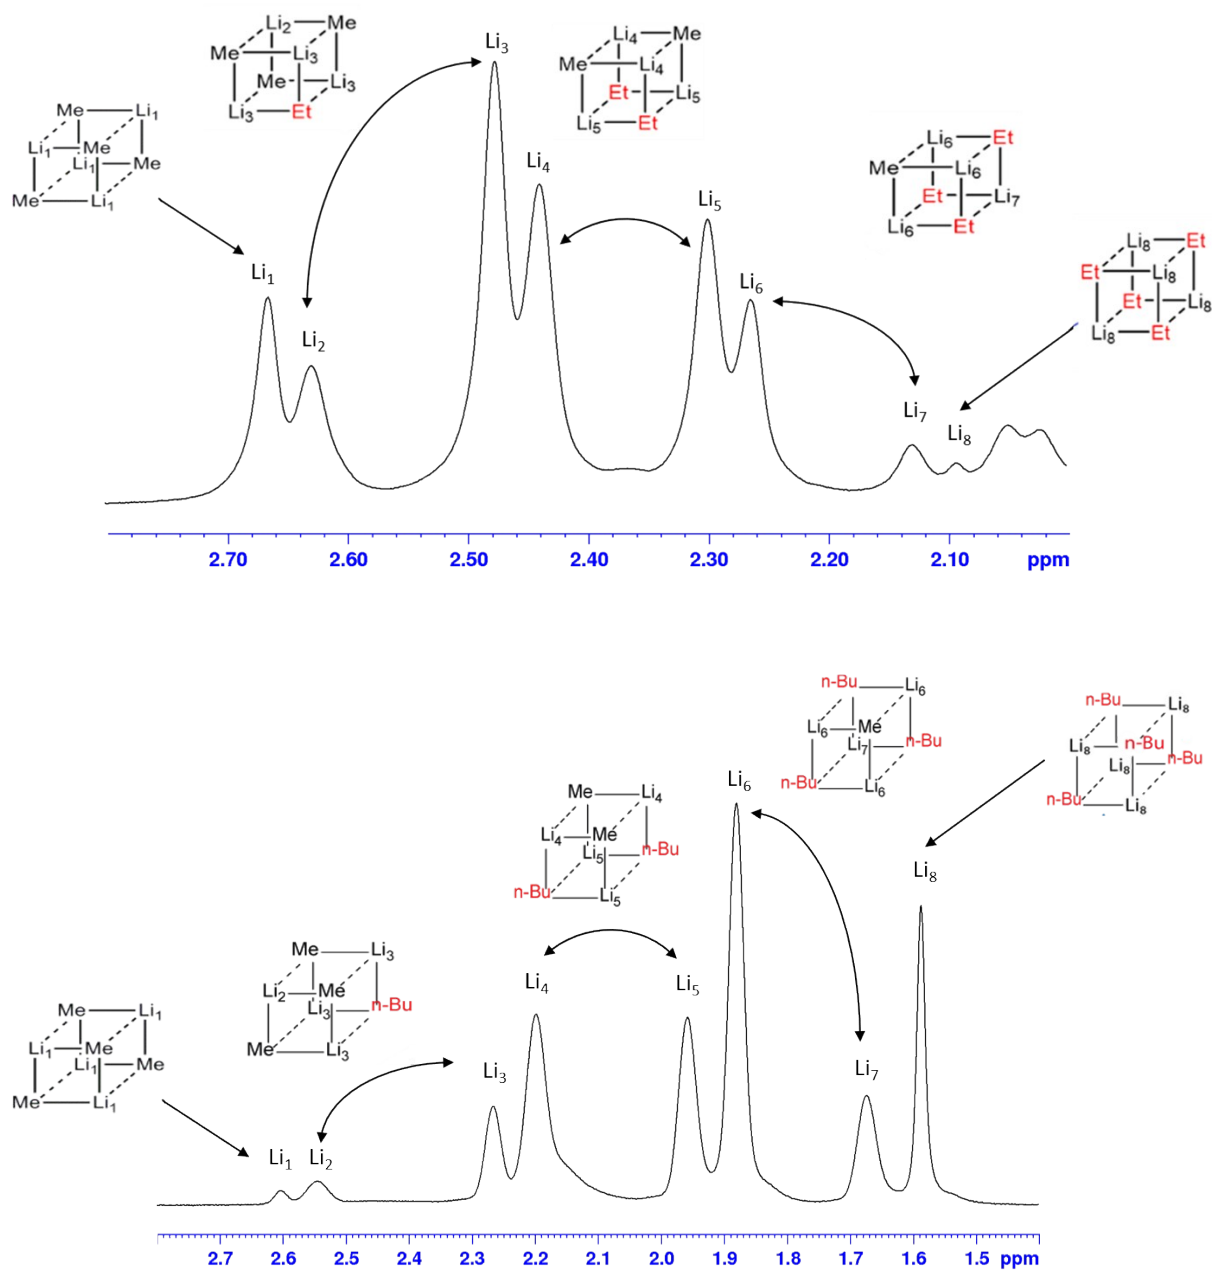 Li2 Me
Me Li3
Me Li3
Li3 Et
Li3
Li4 Me
Me Li4
Et Li5
Li5 Et
Me Li1
Li1 Me
Li1 Me
Me Li1
Li4
Li6 Et
Me Li6
Et Li7
Li6 Et
Li5
Li1
Li6
Li8 Et
Et Li8
Et Li8
Li8 Et
Li2
Li7
Li8
2.70 2.60 2.50 2.40 2.30 2.20 2.10 ppm
n-Bu Li6
Li6 Me
Li7 n-Bu
n-Bu Li6
n-Bu Li8
Li8 n-Bu
Li8 n-Bu
n-Bu Li8
Li6
Me Li4
Li4 Me
Li5 n-Bu
n-Bu Li5
Li8
Me Li3
Li2 Me
Li3 n-Bu
Me Li3
Li4
Li5
Me Li1
Li1 Me
Li1 Me
Me Li1
Li3
Li7
Li1 Li2
2.7 2.6 2.5 2.4 2.3 2.2 2.1 2.0 1.9 1.8 1.7 1.6 1.5 ppm